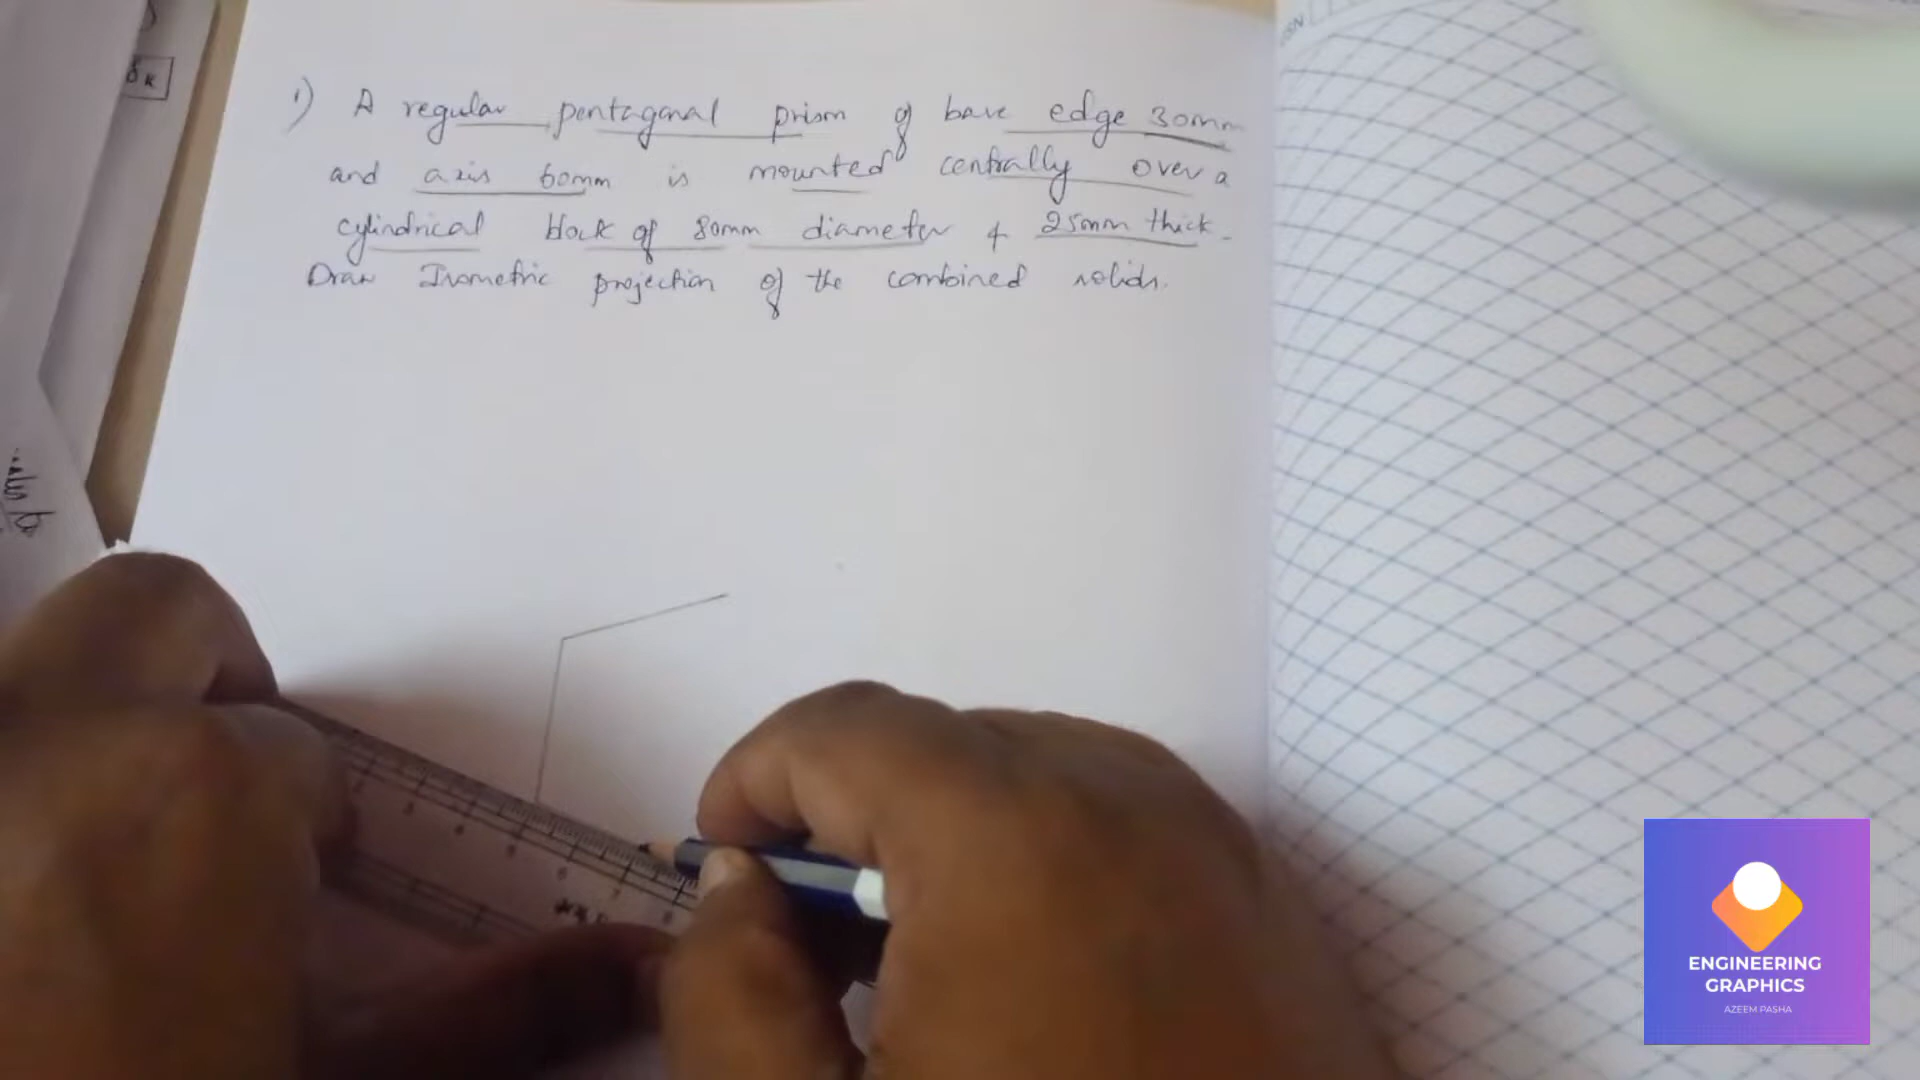 1) A regular pentagonal prism of base edge 30mm
and axis 60mm is mounted centrally over a
cylindrical block of 80mm diameter & 25mm thick.
Draw Isometric projection of the combined solids.
ENGINEERING
GRAPHICS
AZEEM PASHA